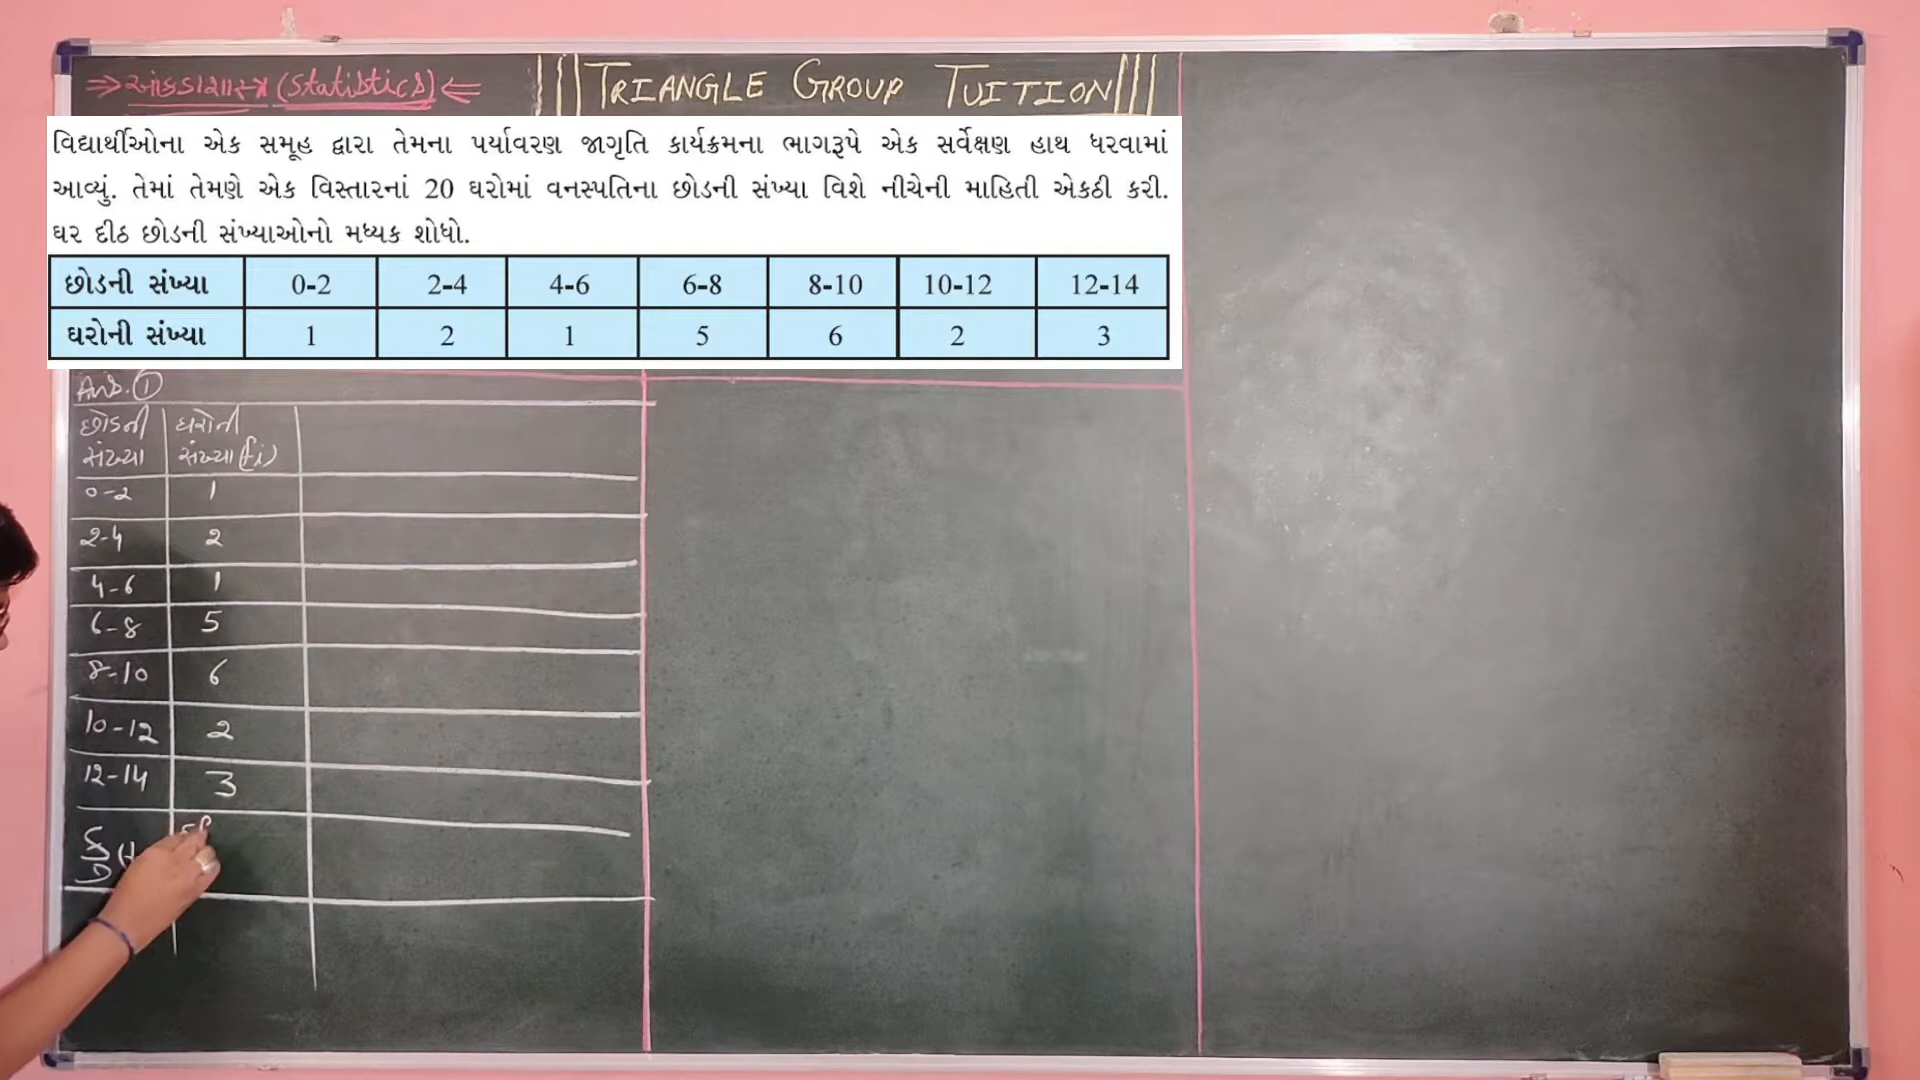 ⇒ આંકડાશાસ્ત્ર (Statistics) ⇐
TRIANGLE GROUP TUITION
વિદ્યાર્થીઓના એક સમૂહ દ્વારા તેમના પર્યાવરણ જાગૃતિ કાર્યક્રમના ભાગરૂપે એક સર્વેક્ષણ હાથ ધરવામાં
આવ્યું. તેમાં તેમણે એક વિસ્તારનાં 20 ઘરોમાં વનસ્પતિના છોડની સંખ્યા વિશે નીચેની માહિતી એકઠી કરી.
ઘર દીઠ છોડની સંખ્યાઓનો મધ્યક શોધો.
છોડની સંખ્યા 0-2 2-4 4-6 6-8 8-10 10-12 12-14
ઘરોની સંખ્યા 1 2 1 5 6 2 3
Ans. ①
છોડની ઘરોની
સંખ્યા સંખ્યા (fi)
0-2 1
2-4 2
4-6 1
6-8 5
8-10 6
10-12 2
12-14 3